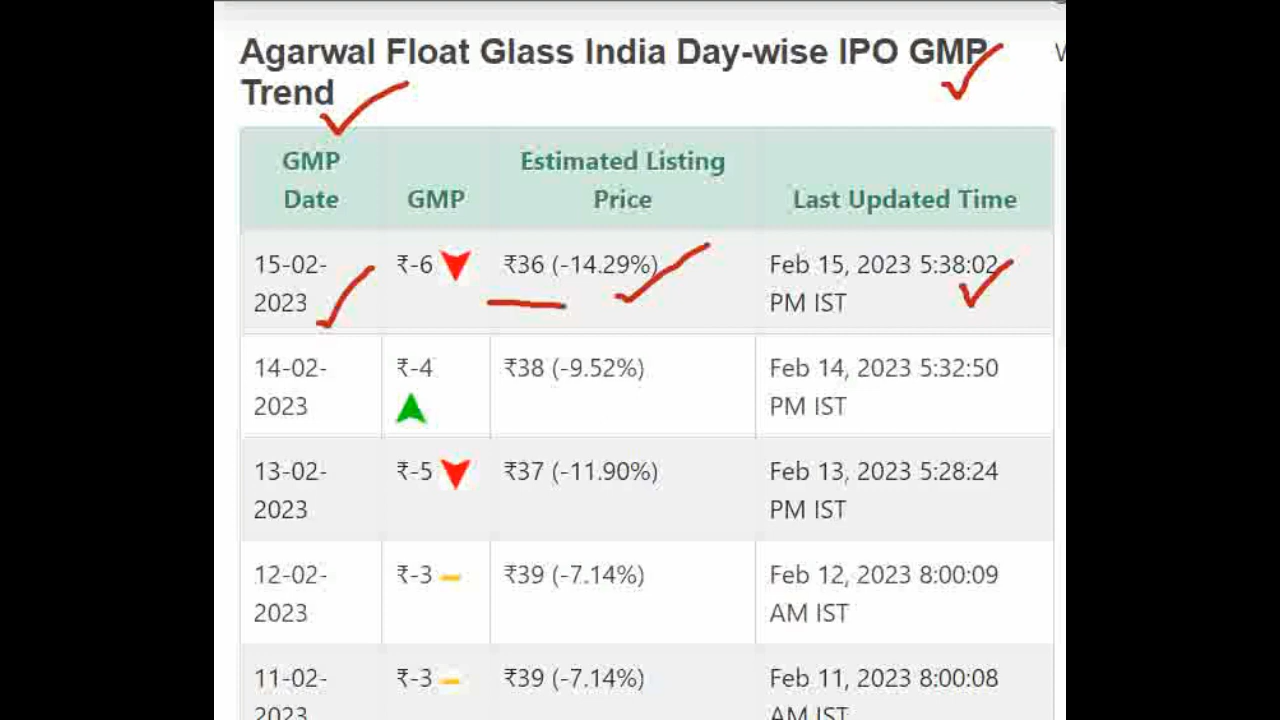 Agarwal Float Glass India Day-wise IPO GMP
Trend
GMP
Date
GMP
Estimated Listing
Price
Last Updated Time
15-02-
2023
₹-6
₹36 (-14.29%)
Feb 15, 2023 5:38:02
PM IST
14-02-
2023
₹-4
₹38 (-9.52%)
Feb 14, 2023 5:32:50
PM IST
13-02-
2023
₹-5
₹37 (-11.90%)
Feb 13, 2023 5:28:24
PM IST
12-02-
2023
₹-3
₹39 (-7.14%)
Feb 12, 2023 8:00:09
AM IST
11-02-
2023
₹-3
₹39 (-7.14%)
Feb 11, 2023 8:00:08
AM IST